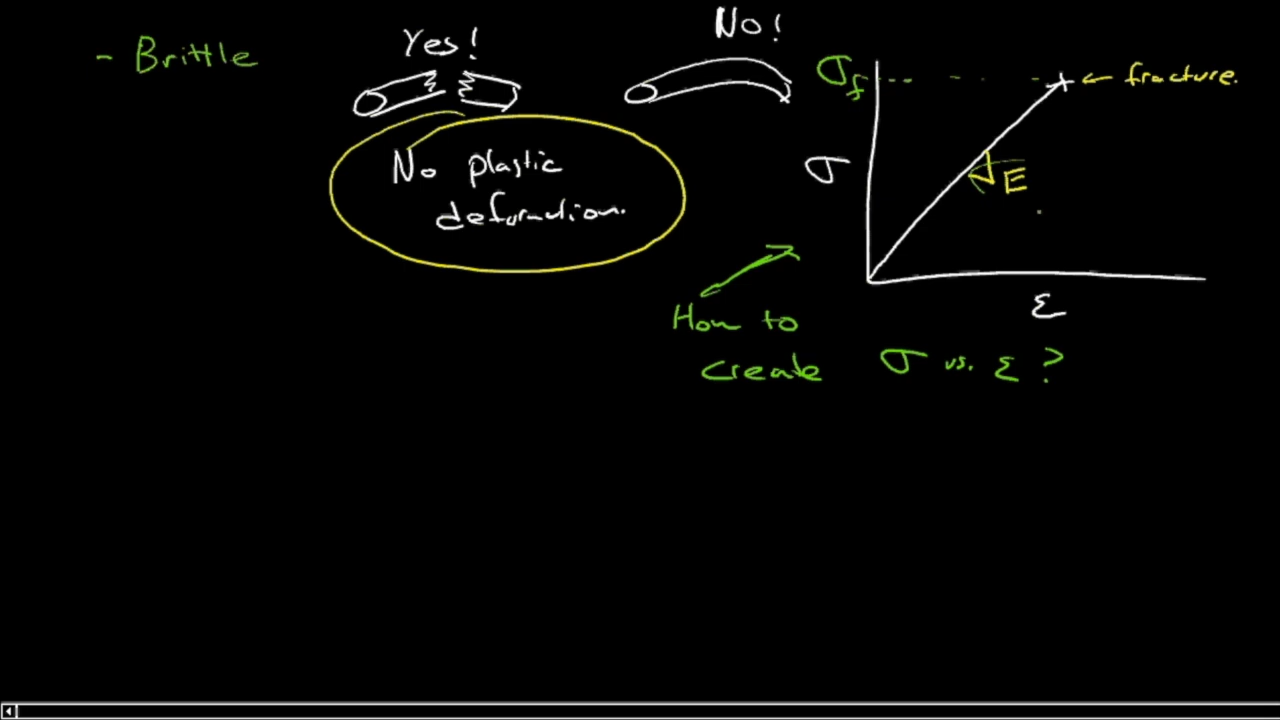 - Brittle
Yes!
No!
No plastic
deformation.
σf
← fracture.
σ
E
ε
How to
create σ vs. ε ?